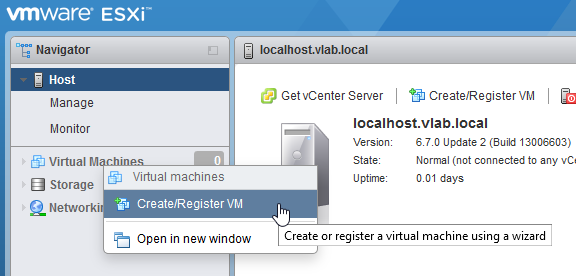 vmware ESXi™
Navigator
localhost.vlab.local
Host
Manage
Monitor
Get vCenter Server
Create/Register VM
localhost.vlab.local
Version: 6.7.0 Update 2 (Build 13006603)
State: Normal (not connected to any vC
Uptime: 0.01 days
Virtual Machines 0
Storage
Networkin
Virtual machines
Create/Register VM
Open in new window
Create or register a virtual machine using a wizard